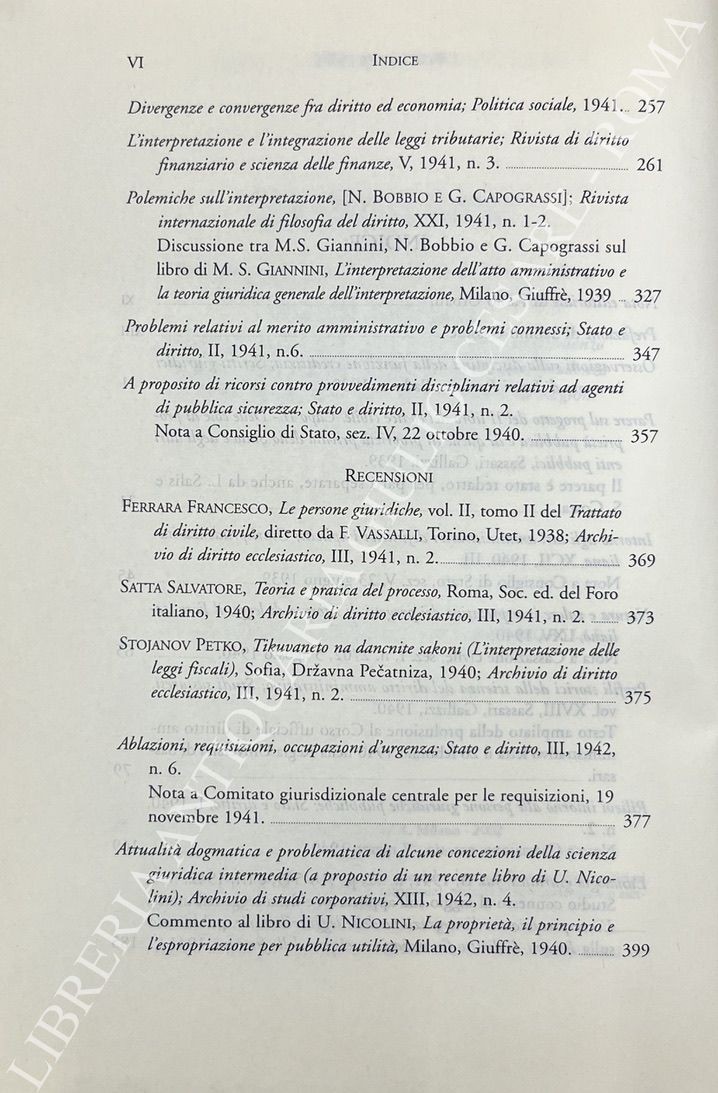 VI INDICE
Divergenze e convergenze fra diritto ed economia; Politica sociale, 1941... 257
L'interpretazione e l'integrazione delle leggi tributarie; Rivista di diritto
finanziario e scienza delle finanze, V, 1941, n. 3. ........ 261
Polemiche sull'interpretazione, [N. BOBBIO E G. CAPOGRASSI]; Rivista
internazionale di filosofia del diritto, XXI, 1941, n. 1-2.
Discussione tra M.S. Giannini, N. Bobbio e G. Capograssi sul
libro di M. S. GIANNINI, L'interpretazione dell'atto amministrativo e
la teoria giuridica generale dell'interpretazione, Milano, Giuffrè, 1939 ... 327
Problemi relativi al merito amministrativo e problemi connessi; Stato e
diritto, II, 1941, n.6. ........ 347
A proposito di ricorsi contro provvedimenti disciplinari relativi ad agenti
di pubblica sicurezza; Stato e diritto, II, 1941, n. 2.
Nota a Consiglio di Stato, sez. IV, 22 ottobre 1940. ........ 357
RECENSIONI
FERRARA FRANCESCO, Le persone giuridiche, vol. II, tomo II del Trattato
di diritto civile, diretto da F. VASSALLI, Torino, Utet, 1938; Archi-
vio di diritto ecclesiastico, III, 1941, n. 2. ........ 369
SATTA SALVATORE, Teoria e pratica del processo, Roma, Soc. ed. del Foro
italiano, 1940; Archivio di diritto ecclesiastico, III, 1941, n. 2. ........ 373
STOJANOV PETKO, Tikuvaneto na dancnite sakoni (L'interpretazione delle
leggi fiscali), Sofia, Državna Pečatniza, 1940; Archivio di diritto
ecclesiastico, III, 1941, n. 2. ........ 375
Ablazioni, requisizioni, occupazioni d'urgenza; Stato e diritto, III, 1942,
n. 6.
Nota a Comitato giurisdizionale centrale per le requisizioni, 19
novembre 1941. ........ 377
Attualità dogmatica e problematica di alcune concezioni della scienza
giuridica intermedia (a propostio di un recente libro di U. Nico-
lini); Archivio di studi corporativi, XIII, 1942, n. 4.
Commento al libro di U. NICOLINI, La proprietà, il principio e
l'espropriazione per pubblica utilità, Milano, Giuffrè, 1940. ........ 399
LIBRERIA ANTIQUARIA GIULIO CESARE - ROMA